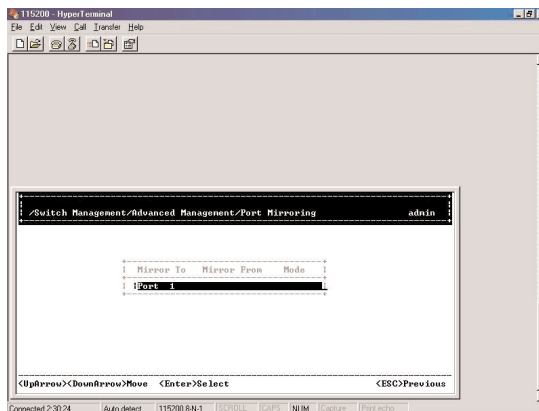 115200 - HyperTerminal
File Edit View Call Transfer Help
/Switch Management/Advanced Management/Port Mirroring admin
Mirror To Mirror From Mode
Port 1
<UpArrow><DownArrow>Move <Enter>Select <ESC>Previous
Connected 2:30:24 Auto detect 115200 8-N-1 SCROLL CAPS NUM Capture Print echo